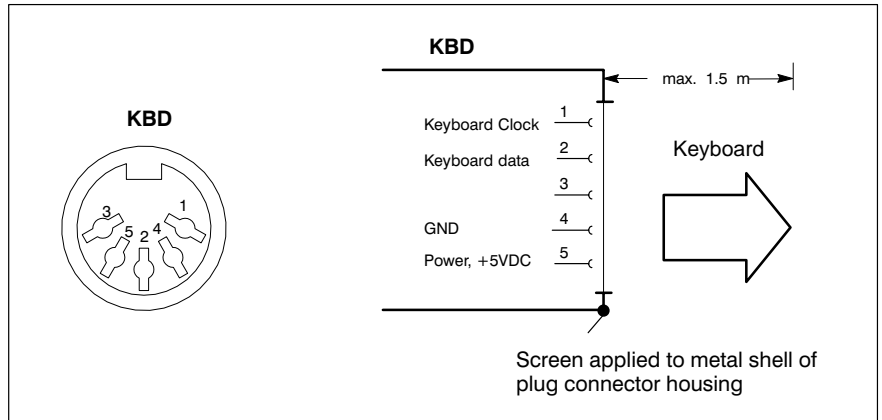 KBD
3
1
5
2
4
KBD
max. 1.5 m
Keyboard Clock 1
Keyboard data 2
3
GND 4
Power, +5VDC 5
Keyboard
Screen applied to metal shell of
plug connector housing